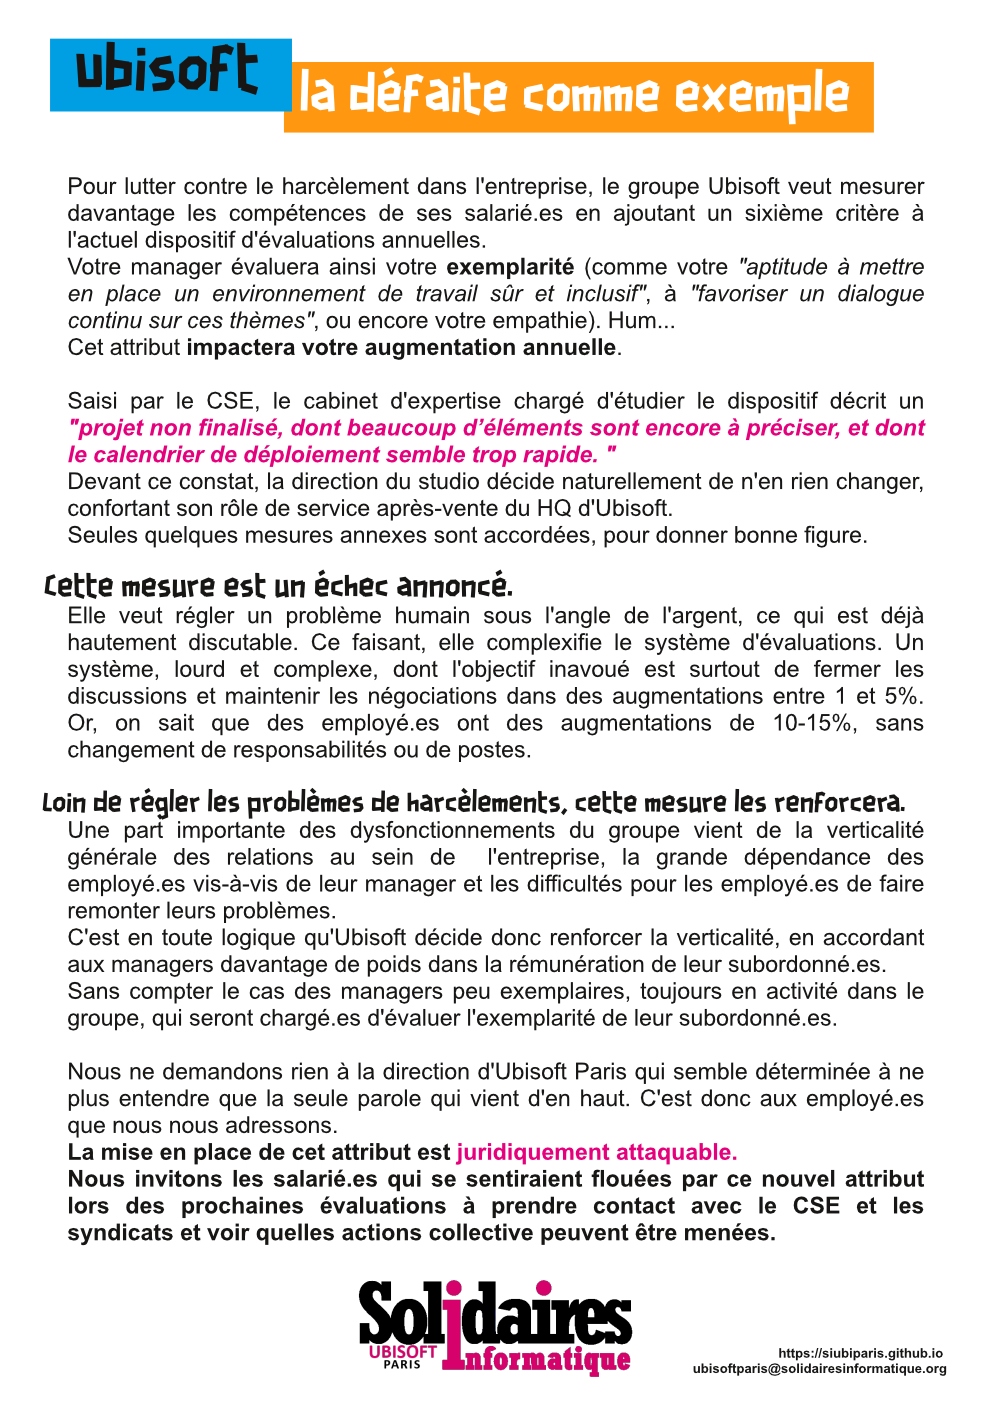 ubisoft
la défaite comme exemple
Pour lutter contre le harcèlement dans l'entreprise, le groupe Ubisoft veut mesurer
davantage les compétences de ses salarié.es en ajoutant un sixième critère à
l'actuel dispositif d'évaluations annuelles.
Votre manager évaluera ainsi votre exemplarité (comme votre "aptitude à mettre
en place un environnement de travail sûr et inclusif", à "favoriser un dialogue
continu sur ces thèmes", ou encore votre empathie). Hum...
Cet attribut impactera votre augmentation annuelle.
Saisi par le CSE, le cabinet d'expertise chargé d'étudier le dispositif décrit un
"projet non finalisé, dont beaucoup d’éléments sont encore à préciser, et dont
le calendrier de déploiement semble trop rapide. "
Devant ce constat, la direction du studio décide naturellement de n'en rien changer,
confortant son rôle de service après-vente du HQ d'Ubisoft.
Seules quelques mesures annexes sont accordées, pour donner bonne figure.
Cette mesure est un échec annoncé.
Elle veut régler un problème humain sous l'angle de l'argent, ce qui est déjà
hautement discutable. Ce faisant, elle complexifie le système d'évaluations. Un
système, lourd et complexe, dont l'objectif inavoué est surtout de fermer les
discussions et maintenir les négociations dans des augmentations entre 1 et 5%.
Or, on sait que des employé.es ont des augmentations de 10-15%, sans
changement de responsabilités ou de postes.
Loin de régler les problèmes de harcèlements, cette mesure les renforcera.
Une part importante des dysfonctionnements du groupe vient de la verticalité
générale des relations au sein de l'entreprise, la grande dépendance des
employé.es vis-à-vis de leur manager et les difficultés pour les employé.es de faire
remonter leurs problèmes.
C'est en toute logique qu'Ubisoft décide donc renforcer la verticalité, en accordant
aux managers davantage de poids dans la rémunération de leur subordonné.es.
Sans compter le cas des managers peu exemplaires, toujours en activité dans le
groupe, qui seront chargé.es d'évaluer l'exemplarité de leur subordonné.es.
Nous ne demandons rien à la direction d'Ubisoft Paris qui semble déterminée à ne
plus entendre que la seule parole qui vient d'en haut. C'est donc aux employé.es
que nous nous adressons.
La mise en place de cet attribut est juridiquement attaquable.
Nous invitons les salarié.es qui se sentiraient flouées par ce nouvel attribut
lors des prochaines évaluations à prendre contact avec le CSE et les
syndicats et voir quelles actions collective peuvent être menées.
Solidaires
UBISOFT
PARIS
Informatique
https://siubiparis.github.io
ubisoftparis@solidairesinformatique.org